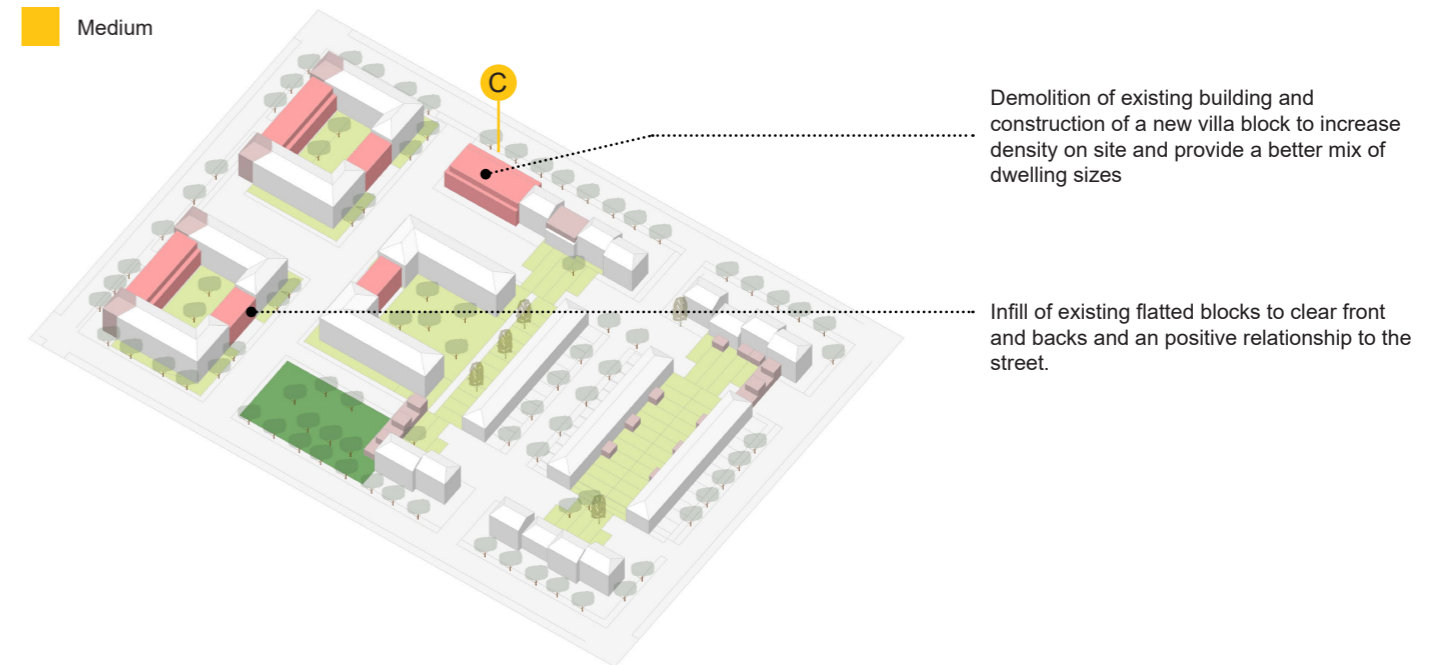 Medium
C
Demolition of existing building and
construction of a new villa block to increase
density on site and provide a better mix of
dwelling sizes
Infill of existing flatted blocks to clear front
and backs and an positive relationship to the
street.